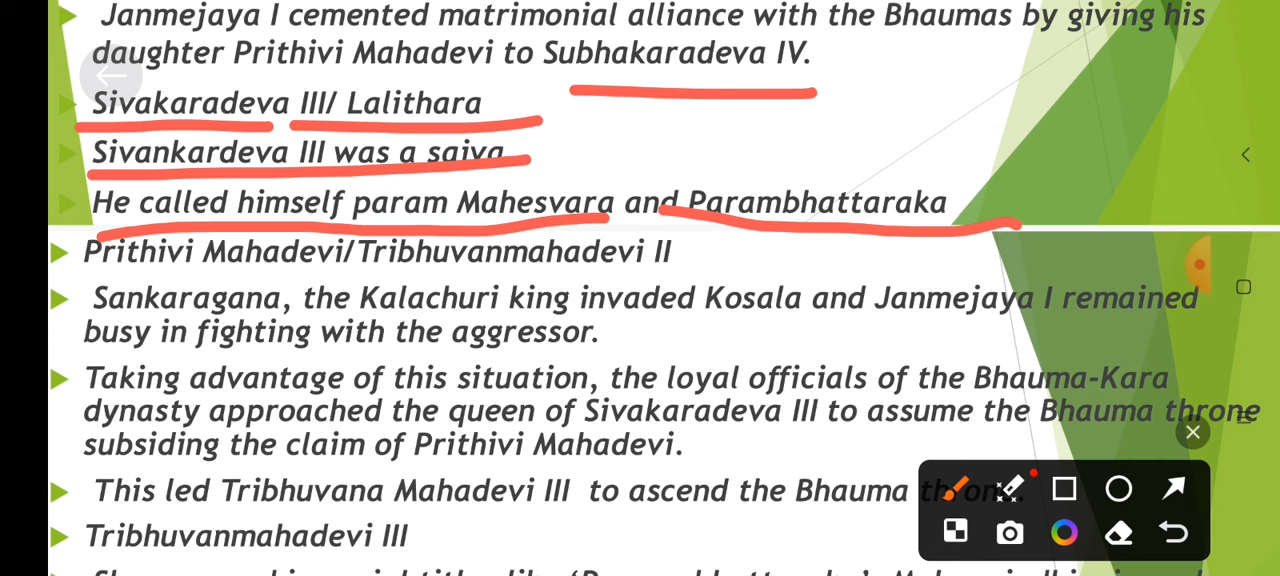 Janmejaya I cemented matrimonial alliance with the Bhaumas by giving his
daughter Prithivi Mahadevi to Subhakaradeva IV.
Sivakaradeva III/ Lalithara
Sivankardeva III was a saiva
He called himself param Mahesvara and Parambhattaraka
Prithivi Mahadevi/Tribhuvanmahadevi II
Sankaragana, the Kalachuri king invaded Kosala and Janmejaya I remained
busy in fighting with the aggressor.
Taking advantage of this situation, the loyal officials of the Bhauma-Kara
dynasty approached the queen of Sivakaradeva III to assume the Bhauma throne
subsiding the claim of Prithivi Mahadevi.
This led Tribhuvana Mahadevi III to ascend the Bhauma throne.
Tribhuvanmahadevi III